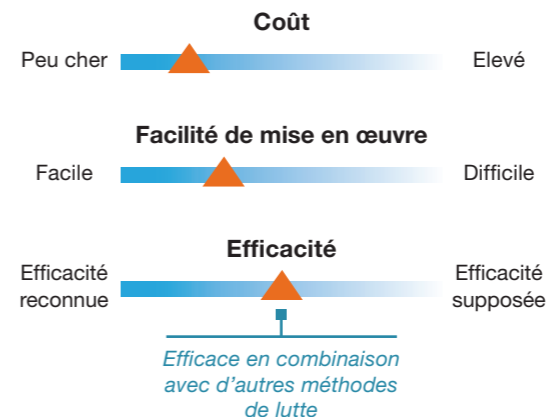 Coût
Peu cher
Elevé
Facilité de mise en œuvre
Facile
Difficile
Efficacité
Efficacité
reconnue
Efficacité
supposée
Efficace en combinaison
avec d'autres méthodes
de lutte